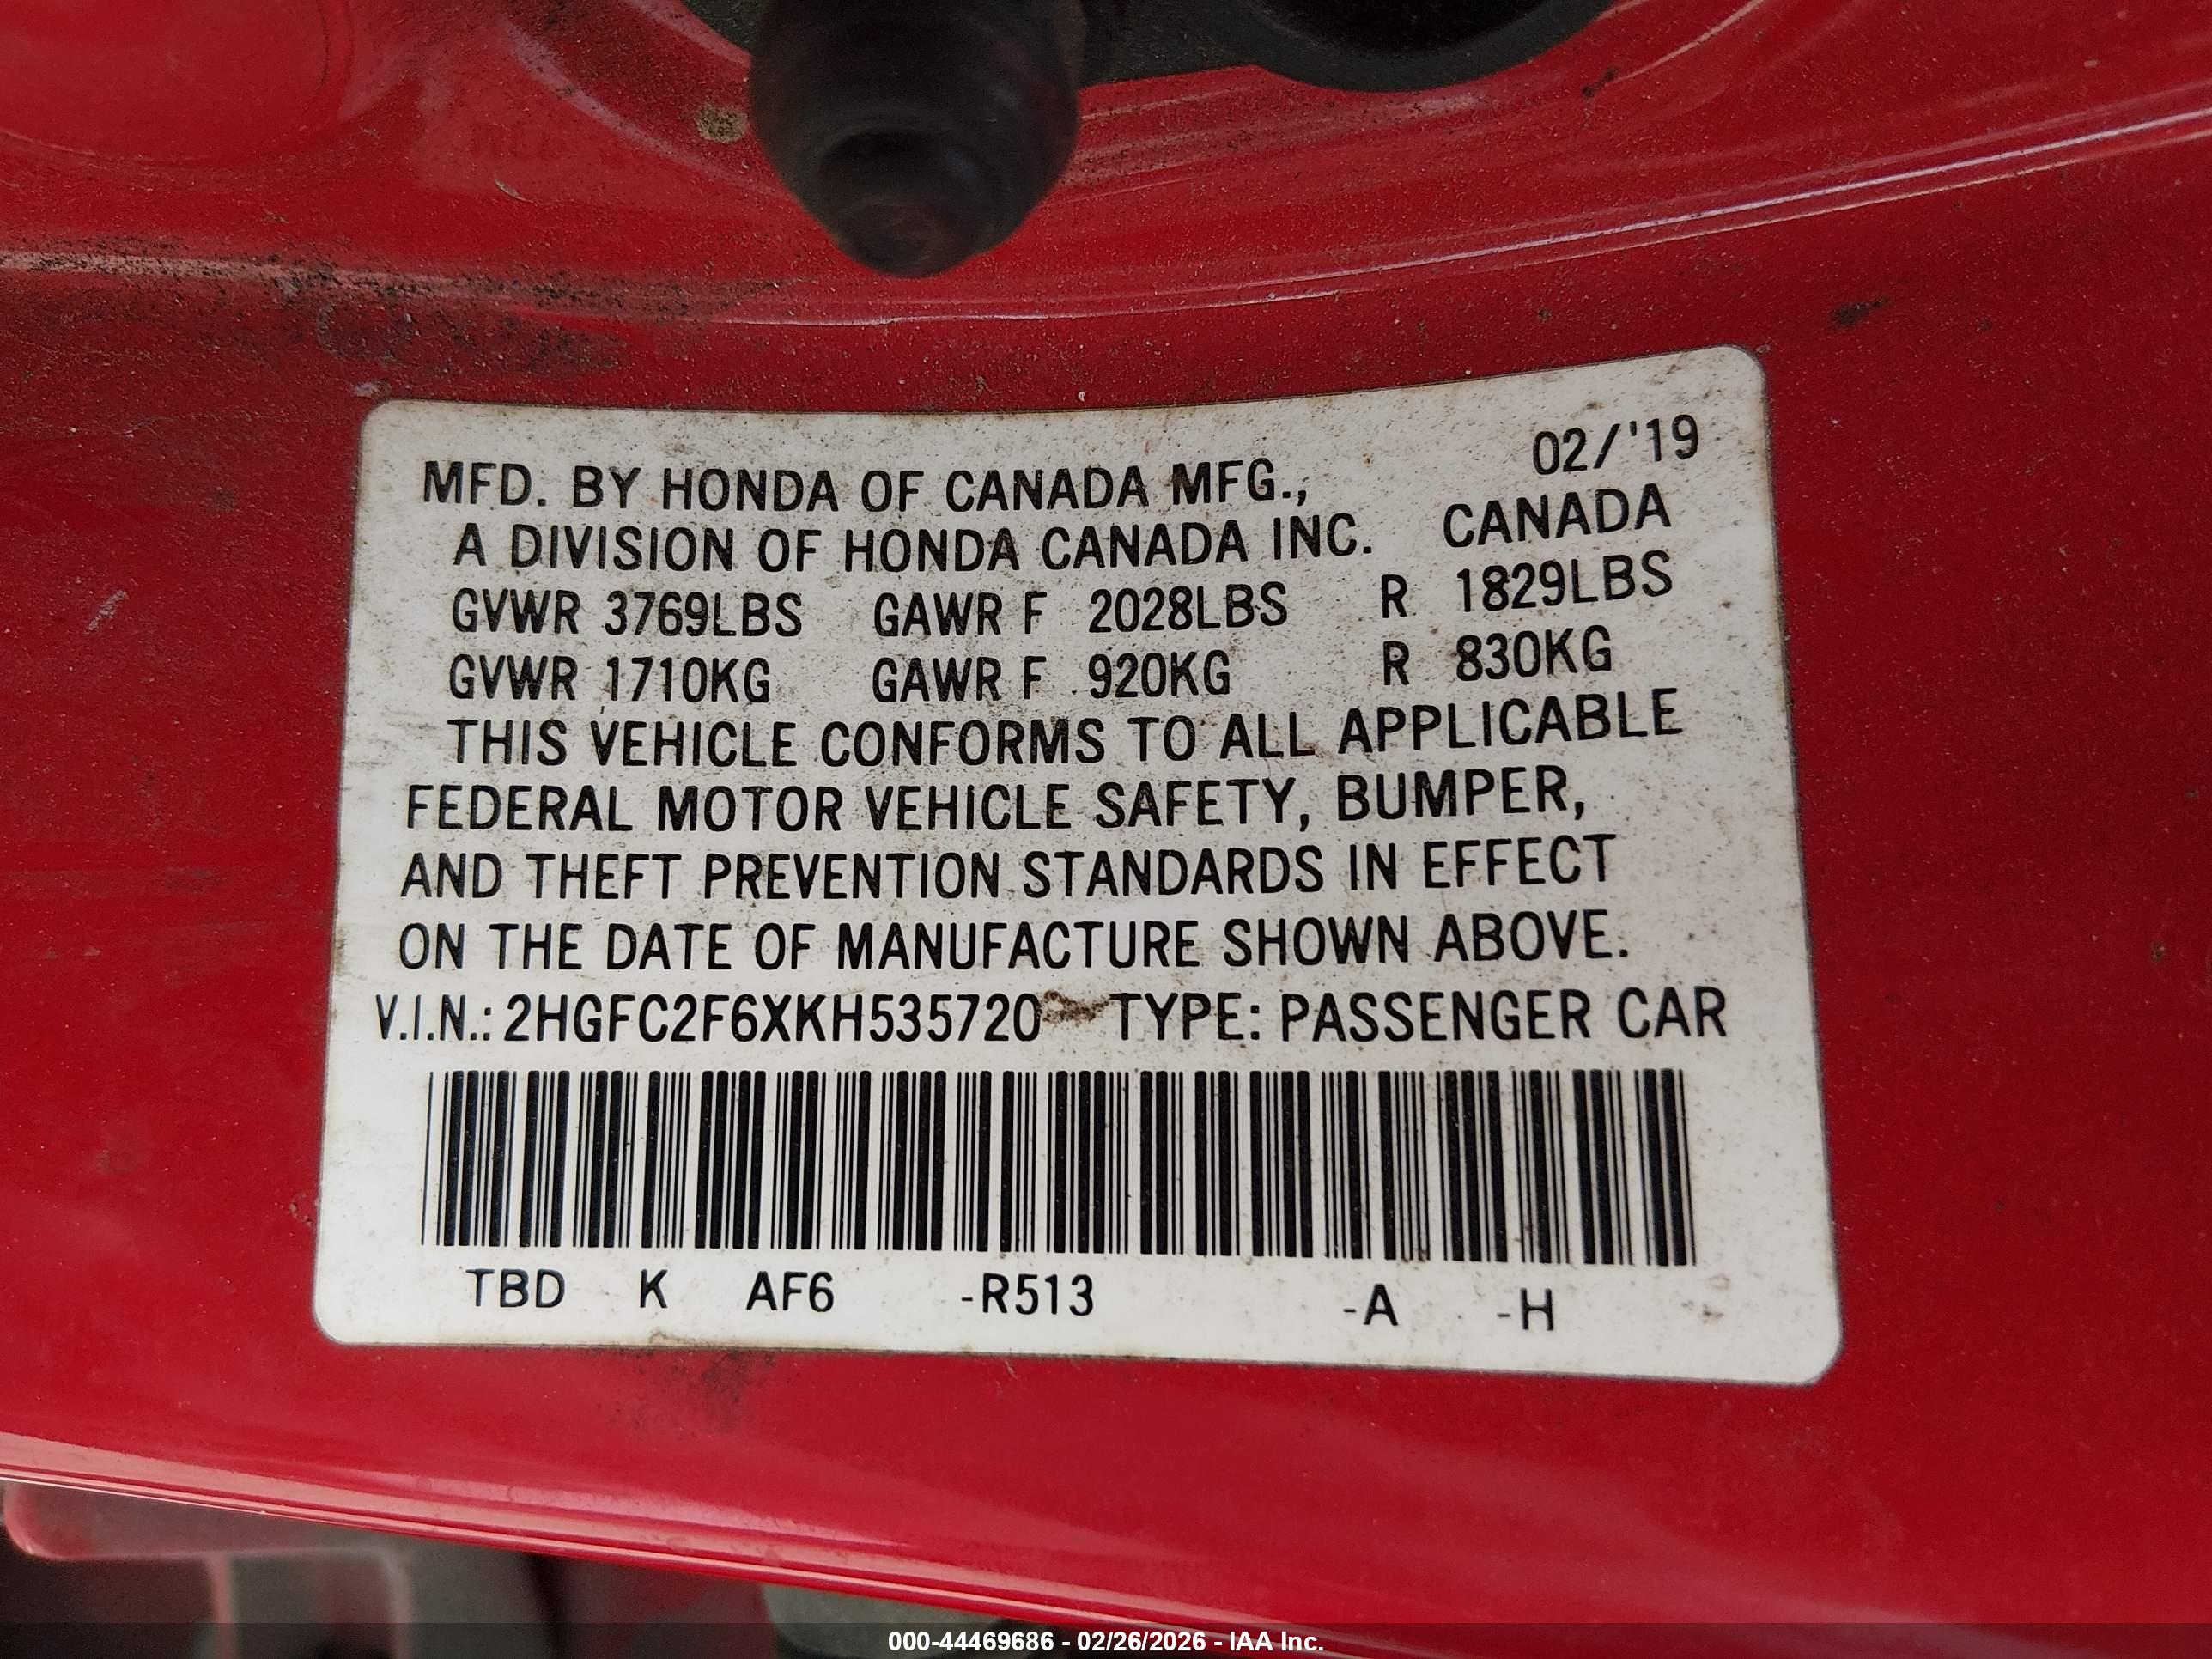 02/'19
MFD. BY HONDA OF CANADA MFG.,
A DIVISION OF HONDA CANADA INC. CANADA
GVWR 3769LBS GAWR F 2028LBS R 1829LBS
GVWR 1710KG GAWR F 920KG R 830KG
THIS VEHICLE CONFORMS TO ALL APPLICABLE
FEDERAL MOTOR VEHICLE SAFETY, BUMPER,
AND THEFT PREVENTION STANDARDS IN EFFECT
ON THE DATE OF MANUFACTURE SHOWN ABOVE.
V.I.N.: 2HGFC2F6XKH535720 TYPE: PASSENGER CAR
TBD K AF6 -R513 -A -H
000-44469686 - 02/26/2026 - IAA Inc.